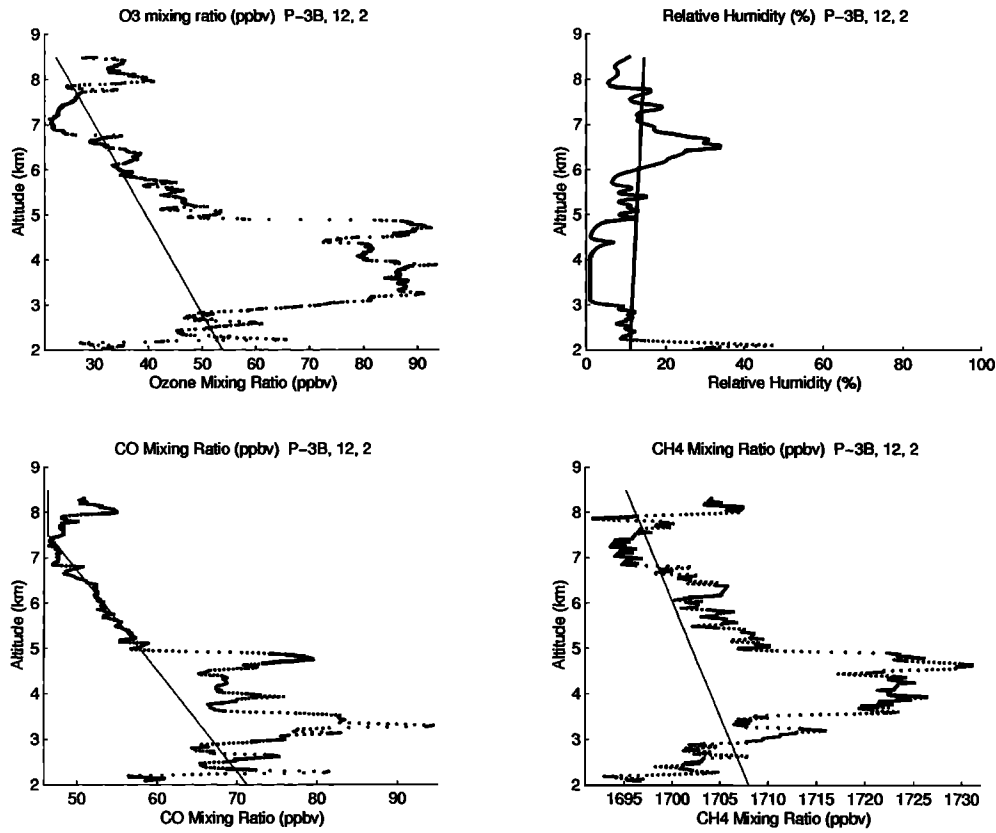 O3 mixing ratio (ppbv) P-3B, 12, 2
9
8
7
6
5
4
3
2
Altitude (km)
30 40 50 60 70 80 90
Ozone Mixing Ratio (ppbv)
Relative Humidity (%) P-3B, 12, 2
9
8
7
6
5
4
3
2
Altitude (km)
0 20 40 60 80 100
Relative Humidity (%)
CO Mixing Ratio (ppbv) P-3B, 12, 2
9
8
7
6
5
4
3
2
Altitude (km)
50 60 70 80 90
CO Mixing Ratio (ppbv)
CH4 Mixing Ratio (ppbv) P-3B, 12, 2
9
8
7
6
5
4
3
2
Altitude (km)
1695 1700 1705 1710 1715 1720 1725 1730
CH4 Mixing Ratio (ppbv)